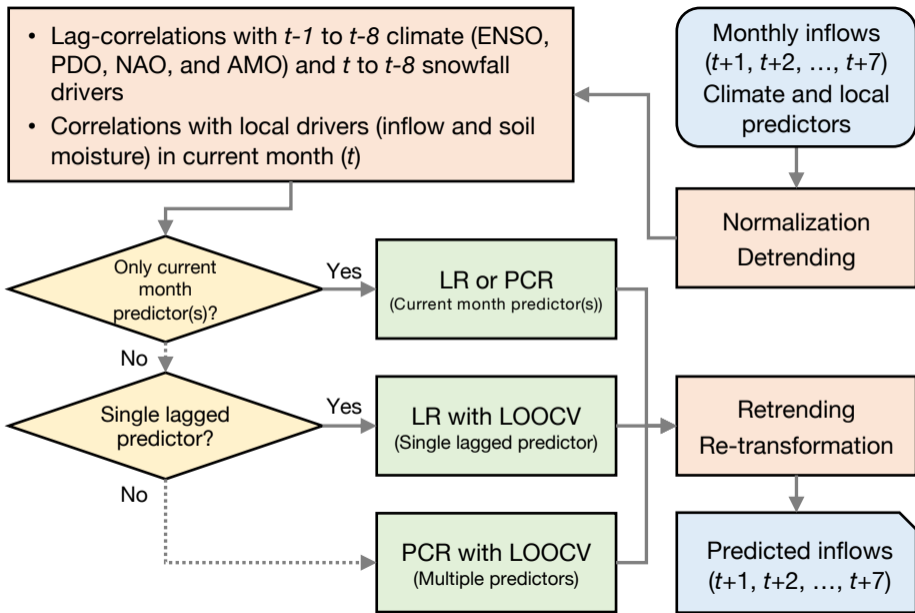 • Lag-correlations with t-1 to t-8 climate (ENSO,
PDO, NAO, and AMO) and t to t-8 snowfall
drivers
• Correlations with local drivers (inflow and soil
moisture) in current month (t)
Monthly inflows
(t+1, t+2, …, t+7)
Climate and local
predictors
Normalization
Detrending
Only current
month
predictor(s)?
Yes
LR or PCR
(Current month predictor(s))
No
Single lagged
predictor?
Yes
LR with LOOCV
(Single lagged predictor)
Retrending
Re-transformation
No
PCR with LOOCV
(Multiple predictors)
Predicted inflows
(t+1, t+2, …, t+7)